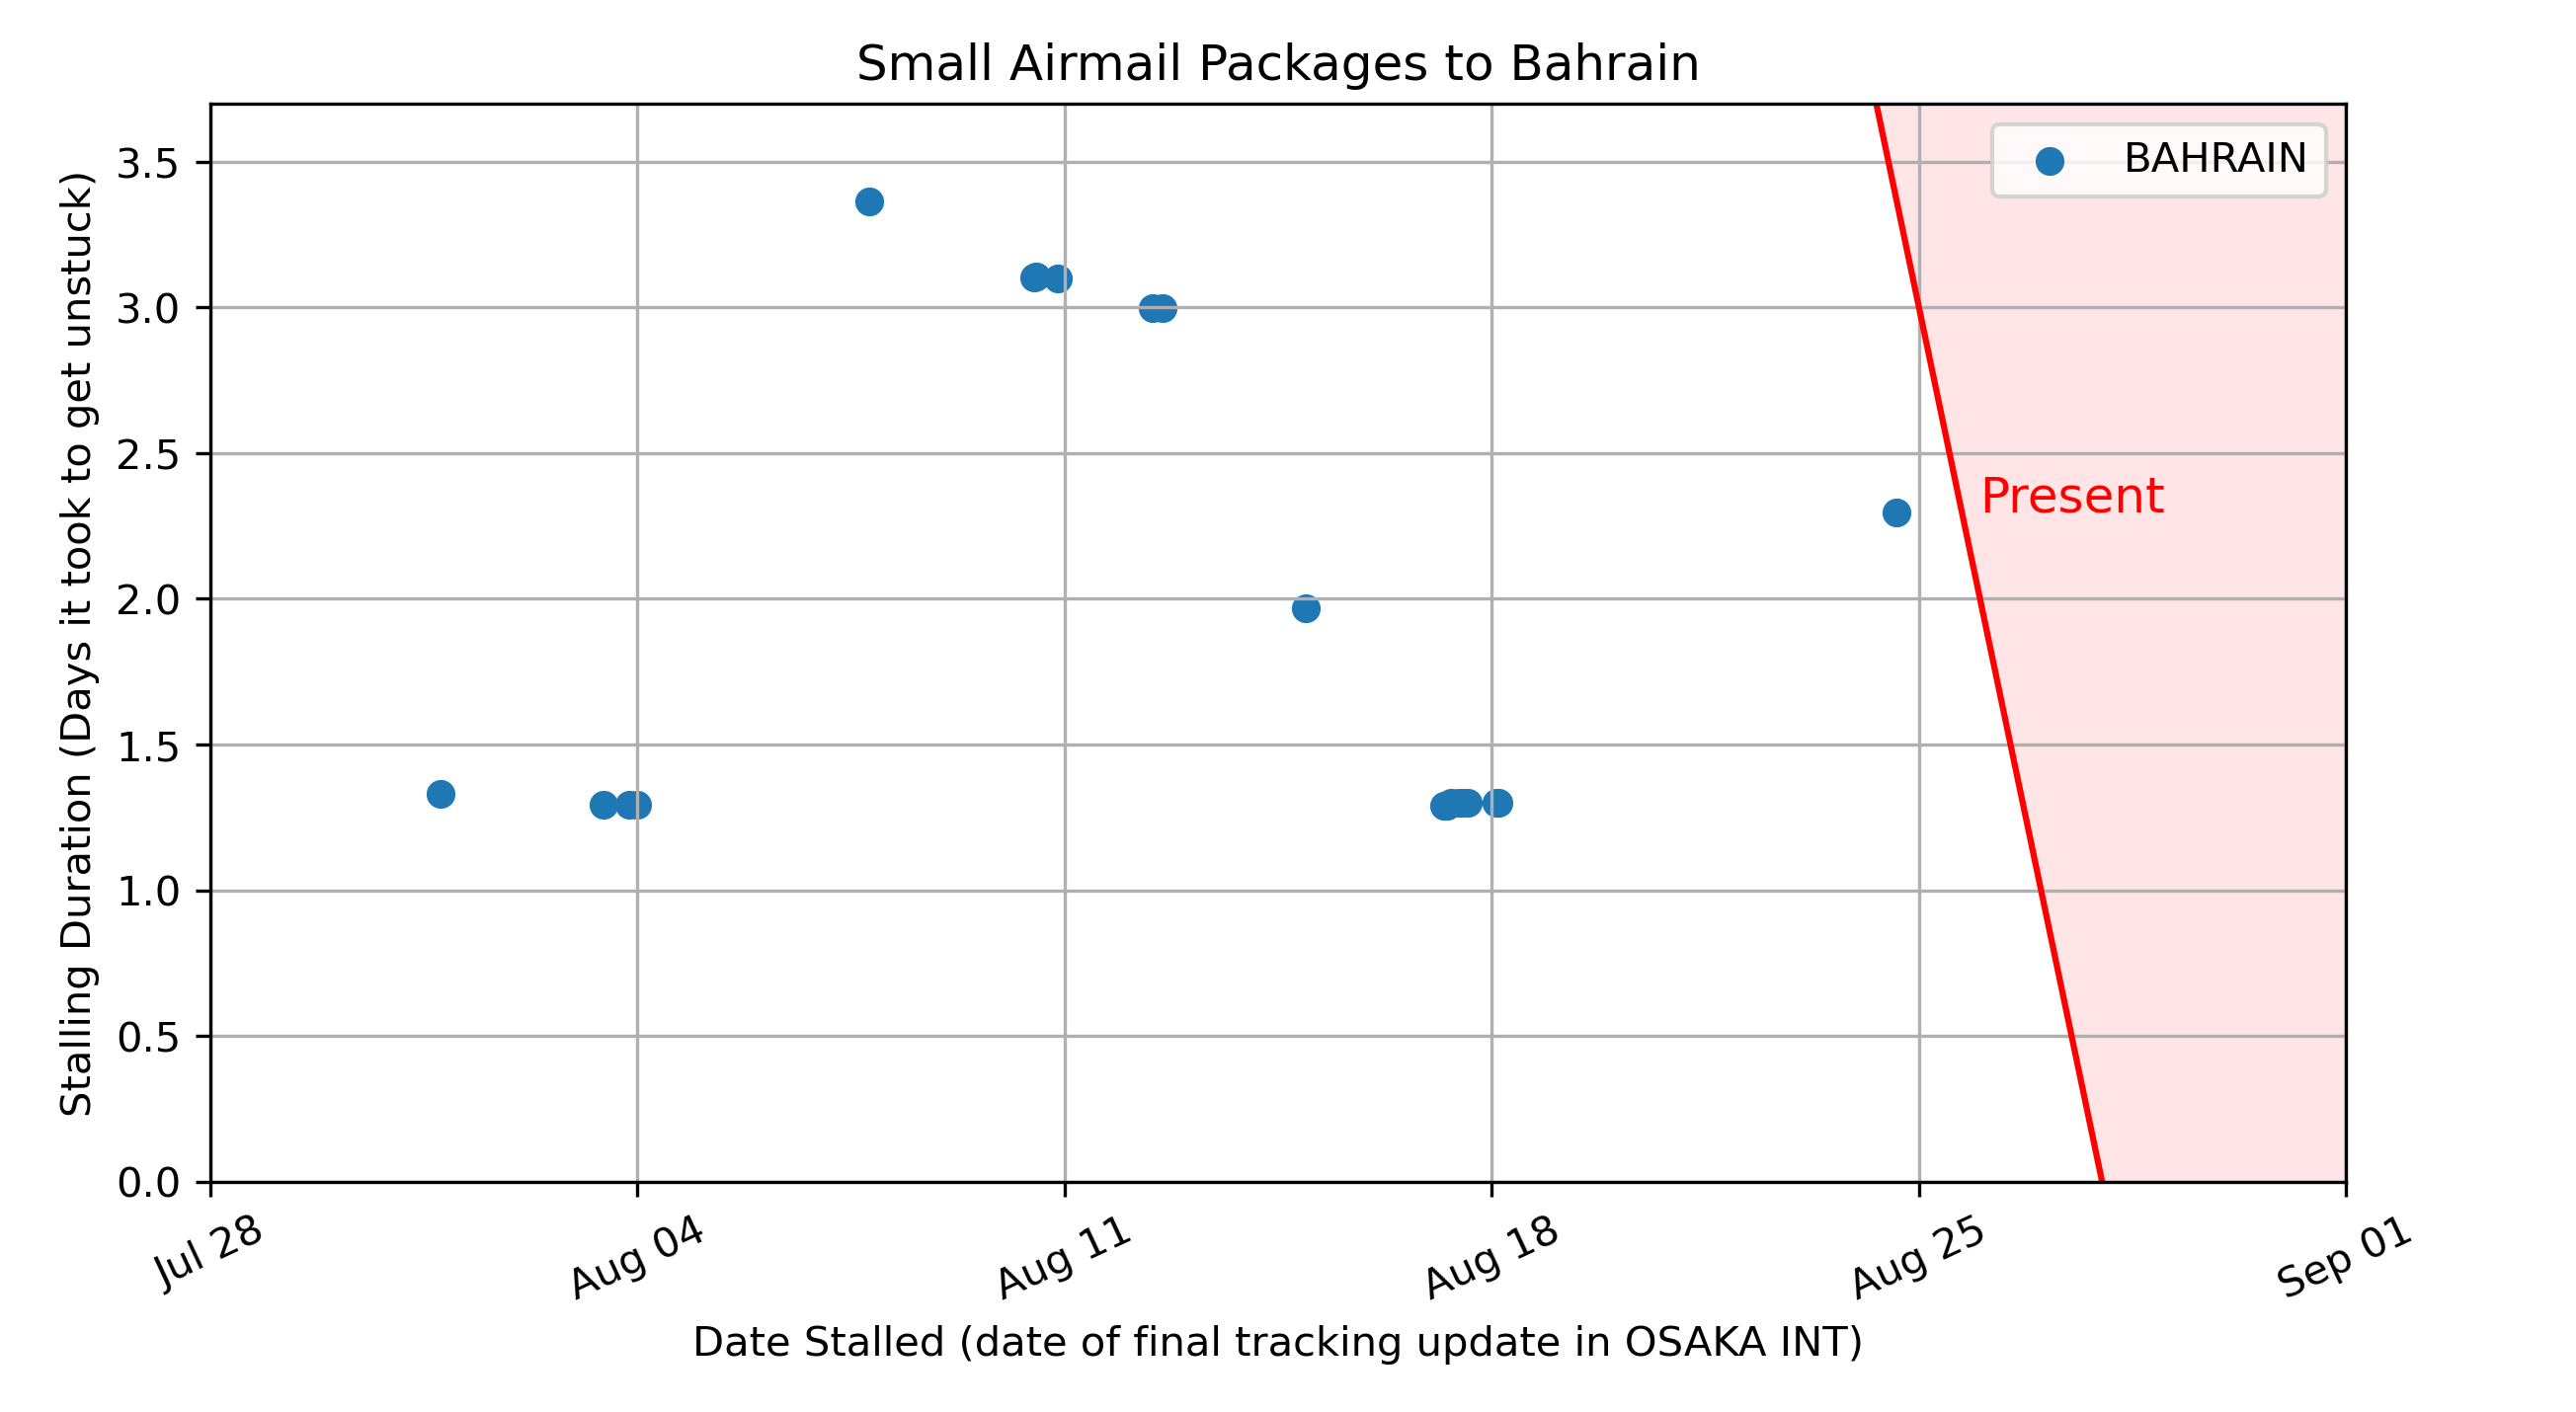 Small Airmail Packages to Bahrain
BAHRAIN
Present
Stalling Duration (Days it took to get unstuck)
3.5
3.0
2.5
2.0
1.5
1.0
0.5
0.0
Jul 28
Aug 04
Aug 11
Aug 18
Aug 25
Sep 01
Date Stalled (date of final tracking update in OSAKA INT)